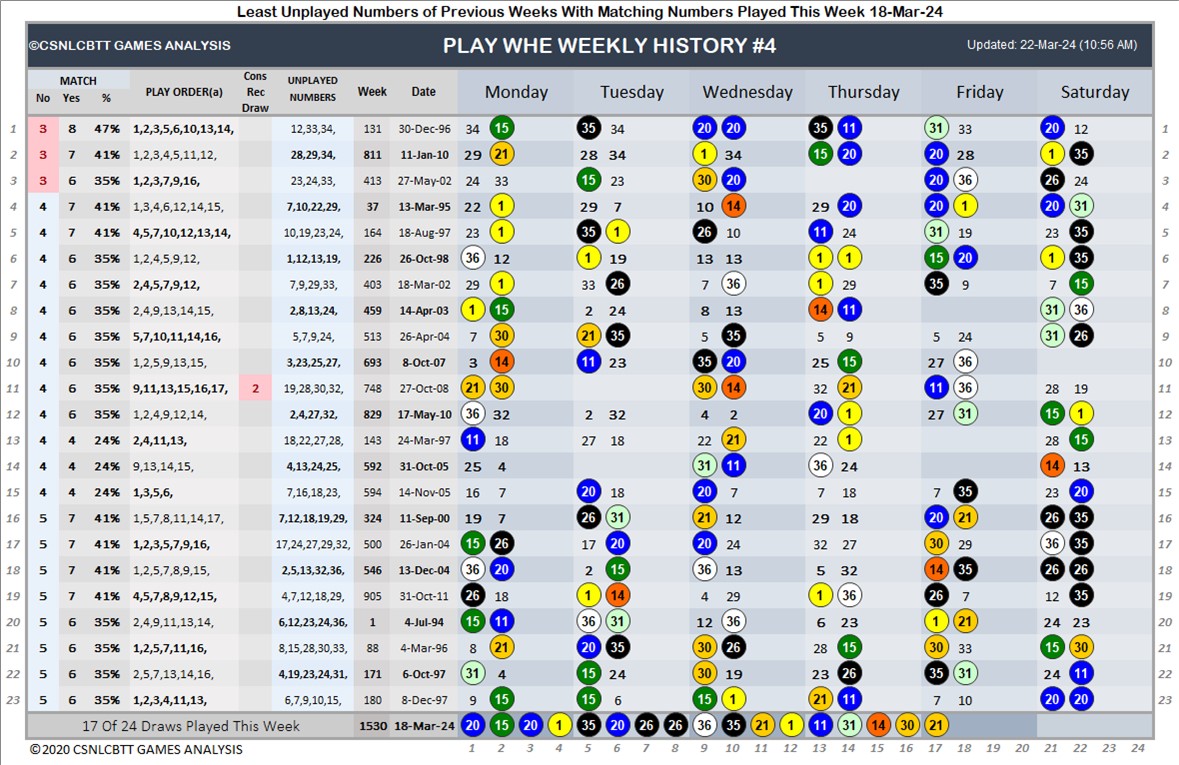 Least Unplayed Numbers of Previous Weeks With Matching Numbers Played This Week 18-Mar-24
©CSNLCBTT GAMES ANALYSIS PLAY WHE WEEKLY HISTORY #4 Updated: 22-Mar-24 (10:56 AM)
MATCH
No Yes % PLAY ORDER(a) Cons Rec Draw UNPLAYED NUMBERS Week Date Monday Tuesday Wednesday Thursday Friday Saturday
1 3 8 47% 1,2,3,5,6,10,13,14, 12,33,34, 131 30-Dec-96 34 15 35 34 20 20 35 11 31 33 20 12 1
2 3 7 41% 1,2,3,4,5,11,12, 28,29,34, 811 11-Jan-10 29 21 28 34 1 34 15 20 20 28 1 35 2
3 3 6 35% 1,2,3,7,9,16, 23,24,33, 413 27-May-02 24 33 15 23 30 20 20 36 26 24 3
4 4 7 41% 1,3,4,6,12,14,15, 7,10,22,29, 37 13-Mar-95 22 1 29 7 10 14 29 20 20 1 20 31 4
5 4 7 41% 4,5,7,10,12,13,14, 10,19,23,24, 164 18-Aug-97 23 1 35 1 26 10 11 24 31 19 23 35 5
6 4 6 35% 1,2,4,5,9,12, 1,12,13,19, 226 26-Oct-98 36 12 1 19 13 13 1 1 15 20 1 35 6
7 4 6 35% 2,4,5,7,9,12, 7,9,29,33, 403 18-Mar-02 29 1 33 26 7 36 1 29 35 9 7 15 7
8 4 6 35% 2,4,9,13,14,15, 2,8,13,24, 459 14-Apr-03 1 15 2 24 8 13 14 11 31 36 8
9 4 6 35% 5,7,10,11,14,16, 5,7,9,24, 513 26-Apr-04 7 30 21 35 5 35 5 9 5 24 31 26 9
10 4 6 35% 1,2,5,9,13,15, 3,23,25,27, 693 8-Oct-07 3 14 11 23 35 20 25 15 27 36 10
11 4 6 35% 9,11,13,15,16,17, 2 19,28,30,32, 748 27-Oct-08 21 30 30 14 32 21 11 36 28 19 11
12 4 6 35% 1,2,4,9,12,14, 2,4,27,32, 829 17-May-10 36 32 2 32 4 2 20 1 27 31 15 1 12
13 4 4 24% 2,4,11,13, 18,22,27,28, 143 24-Mar-97 11 18 27 18 22 21 22 1 28 15 13
14 4 4 24% 9,13,14,15, 4,13,24,25, 592 31-Oct-05 25 4 31 11 36 24 14 13 14
15 4 4 24% 1,3,5,6, 7,16,18,23, 594 14-Nov-05 16 7 20 18 20 7 7 18 7 35 23 20 15
16 5 7 41% 1,5,7,8,11,14,17, 7,12,18,19,29, 324 11-Sep-00 19 7 26 31 21 12 29 18 20 21 26 35 16
17 5 7 41% 1,2,3,5,7,9,16, 17,24,27,29,32, 500 26-Jan-04 15 26 17 20 20 24 32 27 30 29 36 35 17
18 5 7 41% 1,2,5,7,8,9,15, 2,5,13,32,36, 546 13-Dec-04 36 20 2 15 36 13 5 32 14 35 26 26 18
19 5 7 41% 4,5,7,8,9,12,15, 4,7,12,18,29, 905 31-Oct-11 26 18 1 14 4 29 1 36 26 7 12 35 19
20 5 6 35% 2,4,9,11,13,14, 6,12,23,24,36, 1 4-Jul-94 15 11 36 31 12 36 6 23 1 21 24 23 20
21 5 6 35% 1,2,5,7,11,16, 8,15,28,30,33, 88 4-Mar-96 8 21 20 35 30 26 28 15 30 33 15 30 21
22 5 6 35% 2,5,7,13,14,16, 4,19,23,24,31, 171 6-Oct-97 31 4 15 24 30 19 23 26 35 31 24 11 22
23 5 6 35% 1,2,3,4,11,13, 6,7,9,10,15, 180 8-Dec-97 9 15 15 6 15 1 21 11 7 10 20 20 23
17 Of 24 Draws Played This Week 1530 18-Mar-24 20 15 20 1 35 20 26 26 36 35 21 1 11 31 14 30 21
© 2020 CSNLCBTT GAMES ANALYSIS 1 2 3 4 5 6 7 8 9 10 11 12 13 14 15 16 17 18 19 20 21 22 23 24